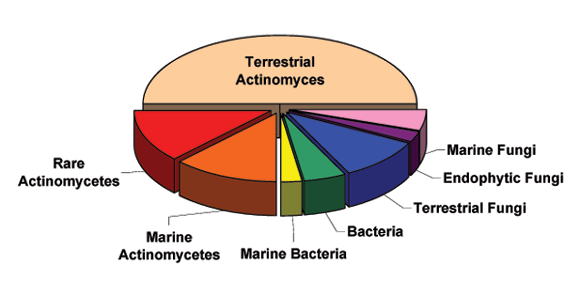 Terrestrial
Actinomyces
Marine Fungi
Rare
Actinomycetes
Endophytic Fungi
Terrestrial Fungi
Bacteria
Marine
Actinomycetes
Marine Bacteria